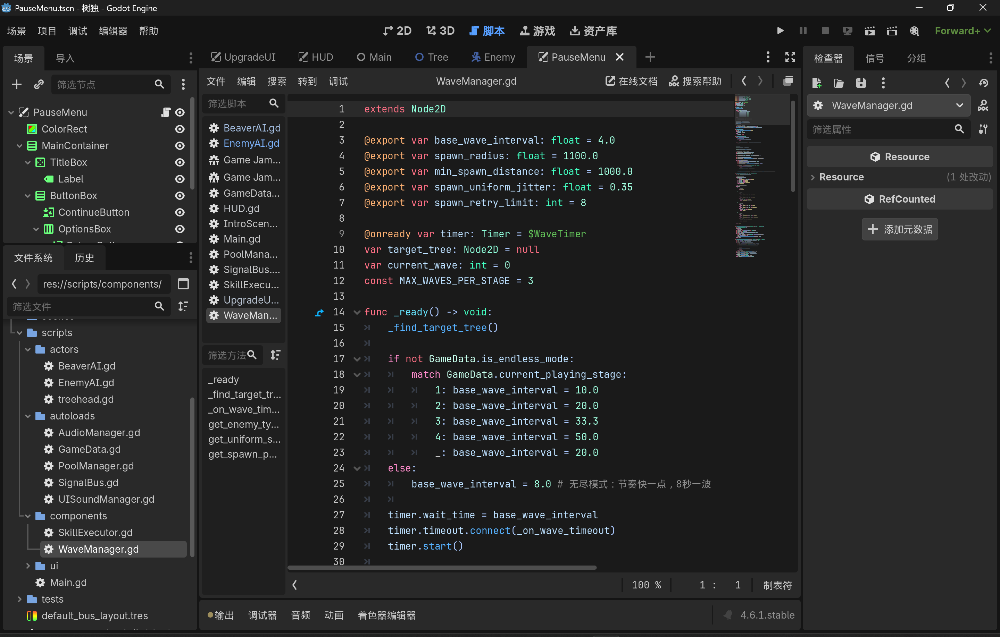 PauseMenu.tscn - 树独 - Godot Engine
场景 项目 调试 编辑器 帮助
2D 3D 脚本 游戏 资产库
Forward+
场景 导入
筛选节点
PauseMenu
ColorRect
MainContainer
TitleBox
Label
ButtonBox
ContinueButton
OptionsBox
文件系统 历史
res://scripts/components/
筛选文件
scripts
actors
BeaverAI.gd
EnemyAI.gd
treehead.gd
autoloads
AudioManager.gd
GameData.gd
PoolManager.gd
SignalBus.gd
UISoundManager.gd
components
SkillExecutor.gd
WaveManager.gd
ui
Main.gd
tests
default_bus_layout.tres
UpgradeUI HUD Main Tree Enemy PauseMenu
文件 编辑 搜索 转到 调试
WaveManager.gd
在线文档 搜索帮助
筛选脚本
BeaverAI.gd
EnemyAI.gd
Game Jam...
Game Jam...
GameData...
HUD.gd
IntroScen...
Main.gd
PoolMana...
SignalBus....
SkillExecu...
UpgradeU...
WaveMan...
筛选方法
_ready
_find_target_tr...
_on_wave_tim...
get_enemy_ty...
get_uniform_s...
get_spawn_p...
1 extends Node2D
2
3 @export var base_wave_interval: float = 4.0
4 @export var spawn_radius: float = 1100.0
5 @export var min_spawn_distance: float = 1000.0
6 @export var spawn_uniform_jitter: float = 0.35
7 @export var spawn_retry_limit: int = 8
8
9 @onready var timer: Timer = $WaveTimer
10 var target_tree: Node2D = null
11 var current_wave: int = 0
12 const MAX_WAVES_PER_STAGE = 3
13
14 func _ready() -> void:
15 _find_target_tree()
16
17 if not GameData.is_endless_mode:
18 match GameData.current_playing_stage:
19 1: base_wave_interval = 10.0
20 2: base_wave_interval = 20.0
21 3: base_wave_interval = 33.3
22 4: base_wave_interval = 50.0
23 _: base_wave_interval = 20.0
24 else:
25 base_wave_interval = 8.0 # 无尽模式：节奏快一点，8秒一波
26
27 timer.wait_time = base_wave_interval
28 timer.timeout.connect(_on_wave_timeout)
29 timer.start()
30
100 % 1 : 1 制表符
输出 调试器 音频 动画 着色器编辑器
4.6.1.stable
检查器 信号 分组
WaveManager.gd
DOC
筛选属性
Resource
Resource (1 处改动)
RefCounted
添加元数据